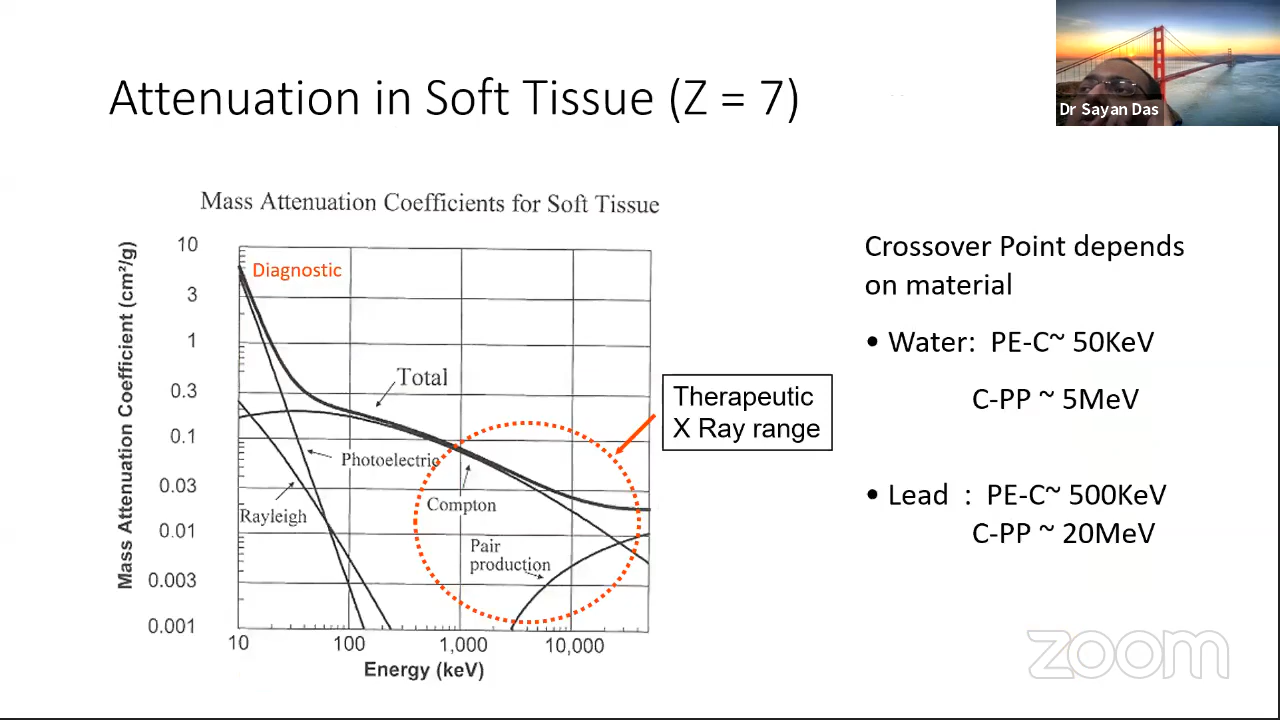 Attenuation in Soft Tissue (Z = 7)
Dr Sayan Das
Mass Attenuation Coefficients for Soft Tissue
Mass Attenuation Coefficient (cm²/g)
10
3
1
0.3
0.1
0.03
0.01
0.003
0.001
Diagnostic
Total
Photoelectric
Rayleigh
Compton
Pair
production
10
100
1,000
10,000
Energy (keV)
Therapeutic
X Ray range
Crossover Point depends
on material
• Water: PE-C~ 50KeV
C-PP ~ 5MeV
• Lead : PE-C~ 500KeV
C-PP ~ 20MeV
zoom